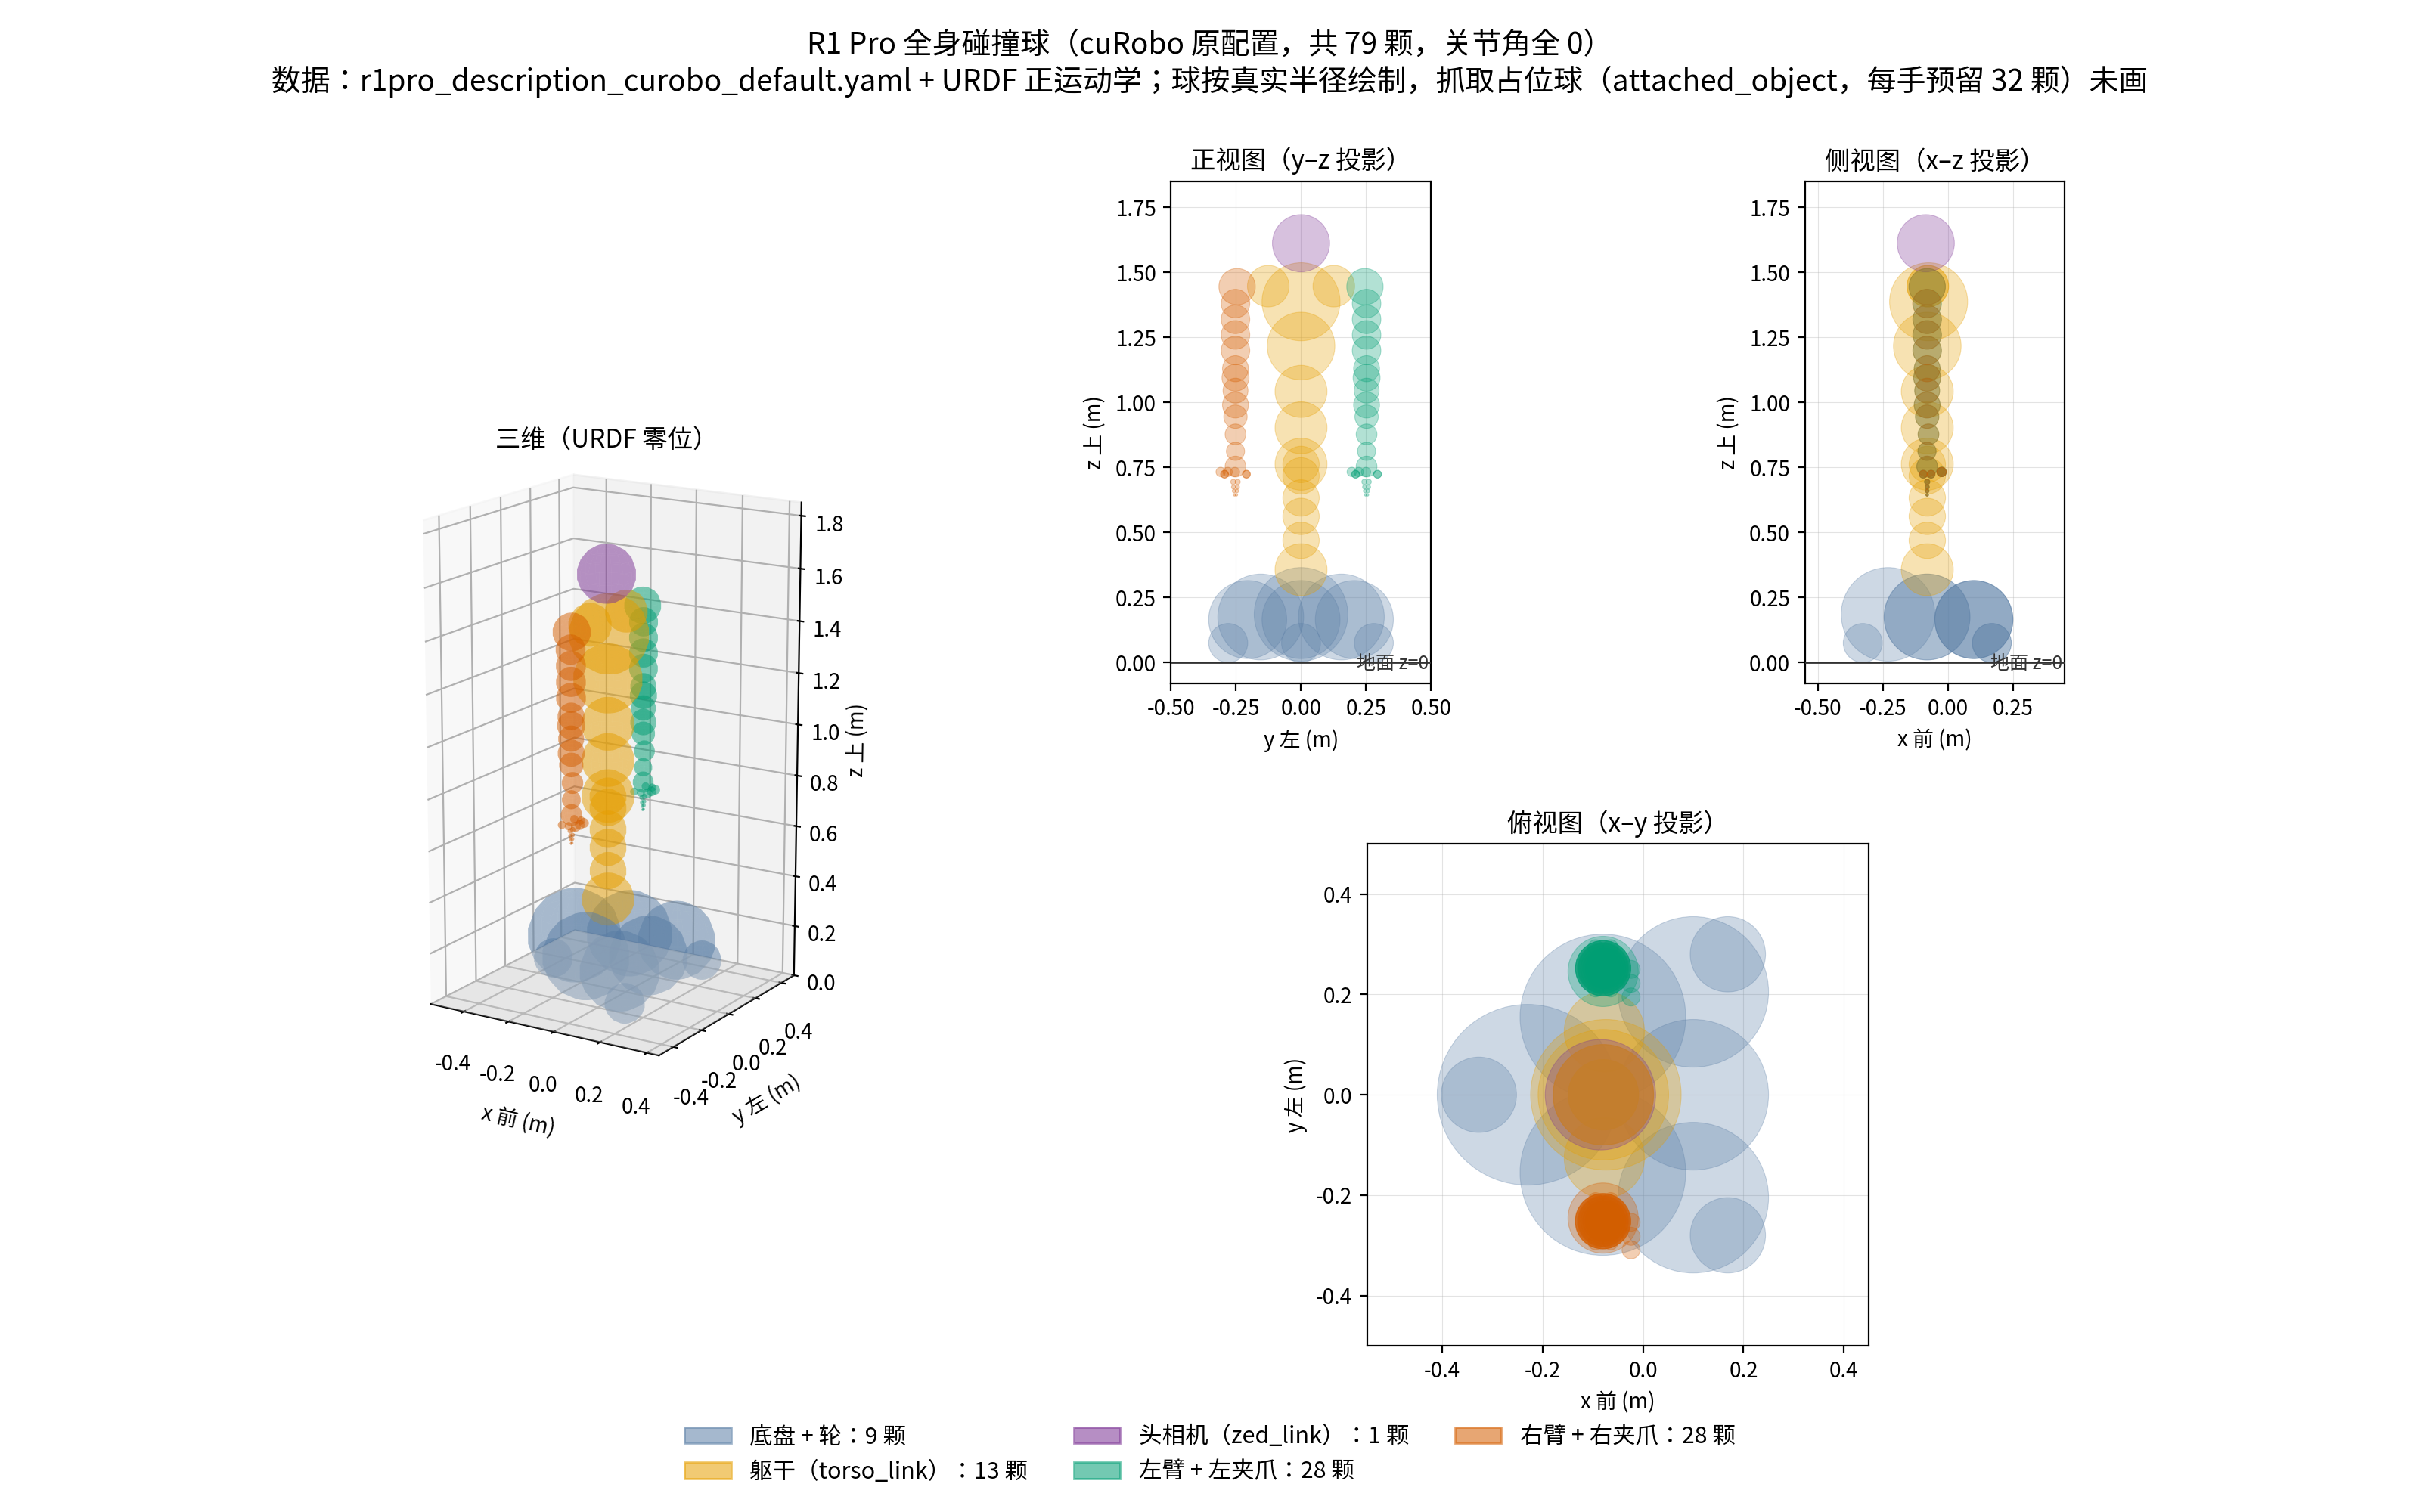 R1 Pro 全身碰撞球（cuRobo 原配置，共 79 颗，关节角全 0）
数据：r1pro_description_curobo_default.yaml + URDF 正运动学；球按真实半径绘制，抓取占位球（attached_object，每手预留 32 颗）未画
三维（URDF 零位）
1.8
1.6
1.4
1.2
1.0
0.8
0.6
0.4
0.2
0.0
z 上 (m)
-0.4 -0.2 0.0 0.2 0.4
x 前 (m)
-0.4 -0.2 0.0 0.2 0.4
y 左 (m)
正视图（y–z 投影）
1.75
1.50
1.25
1.00
0.75
0.50
0.25
0.00
z 上 (m)
地面 z=0
-0.50 -0.25 0.00 0.25 0.50
y 左 (m)
侧视图（x–z 投影）
1.75
1.50
1.25
1.00
0.75
0.50
0.25
0.00
z 上 (m)
地面 z=0
-0.50 -0.25 0.00 0.25
x 前 (m)
俯视图（x–y 投影）
0.4
0.2
0.0
-0.2
-0.4
y 左 (m)
-0.4 -0.2 0.0 0.2 0.4
x 前 (m)
底盘 + 轮：9 颗
躯干（torso_link）：13 颗
头相机（zed_link）：1 颗
左臂 + 左夹爪：28 颗
右臂 + 右夹爪：28 颗